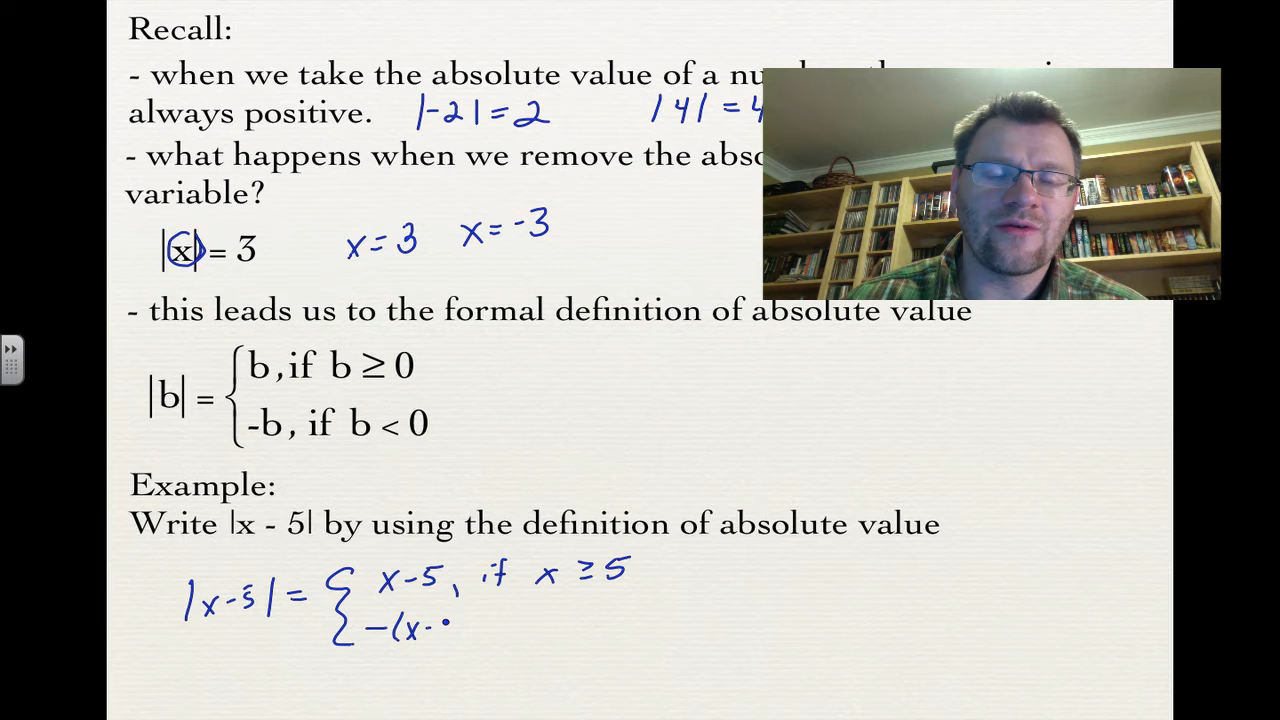 Recall:
- when we take the absolute value of a
always positive. |-2| = 2 |4| = 4
- what happens when we remove the
variable?
|x| = 3 x = 3 x = -3
- this leads us to the formal definition of absolute value
|b| = { b, if b ≥ 0
-b, if b < 0
Example:
Write |x - 5| by using the definition of absolute value
|x-5| = { x-5, if x ≥ 5
-(x-